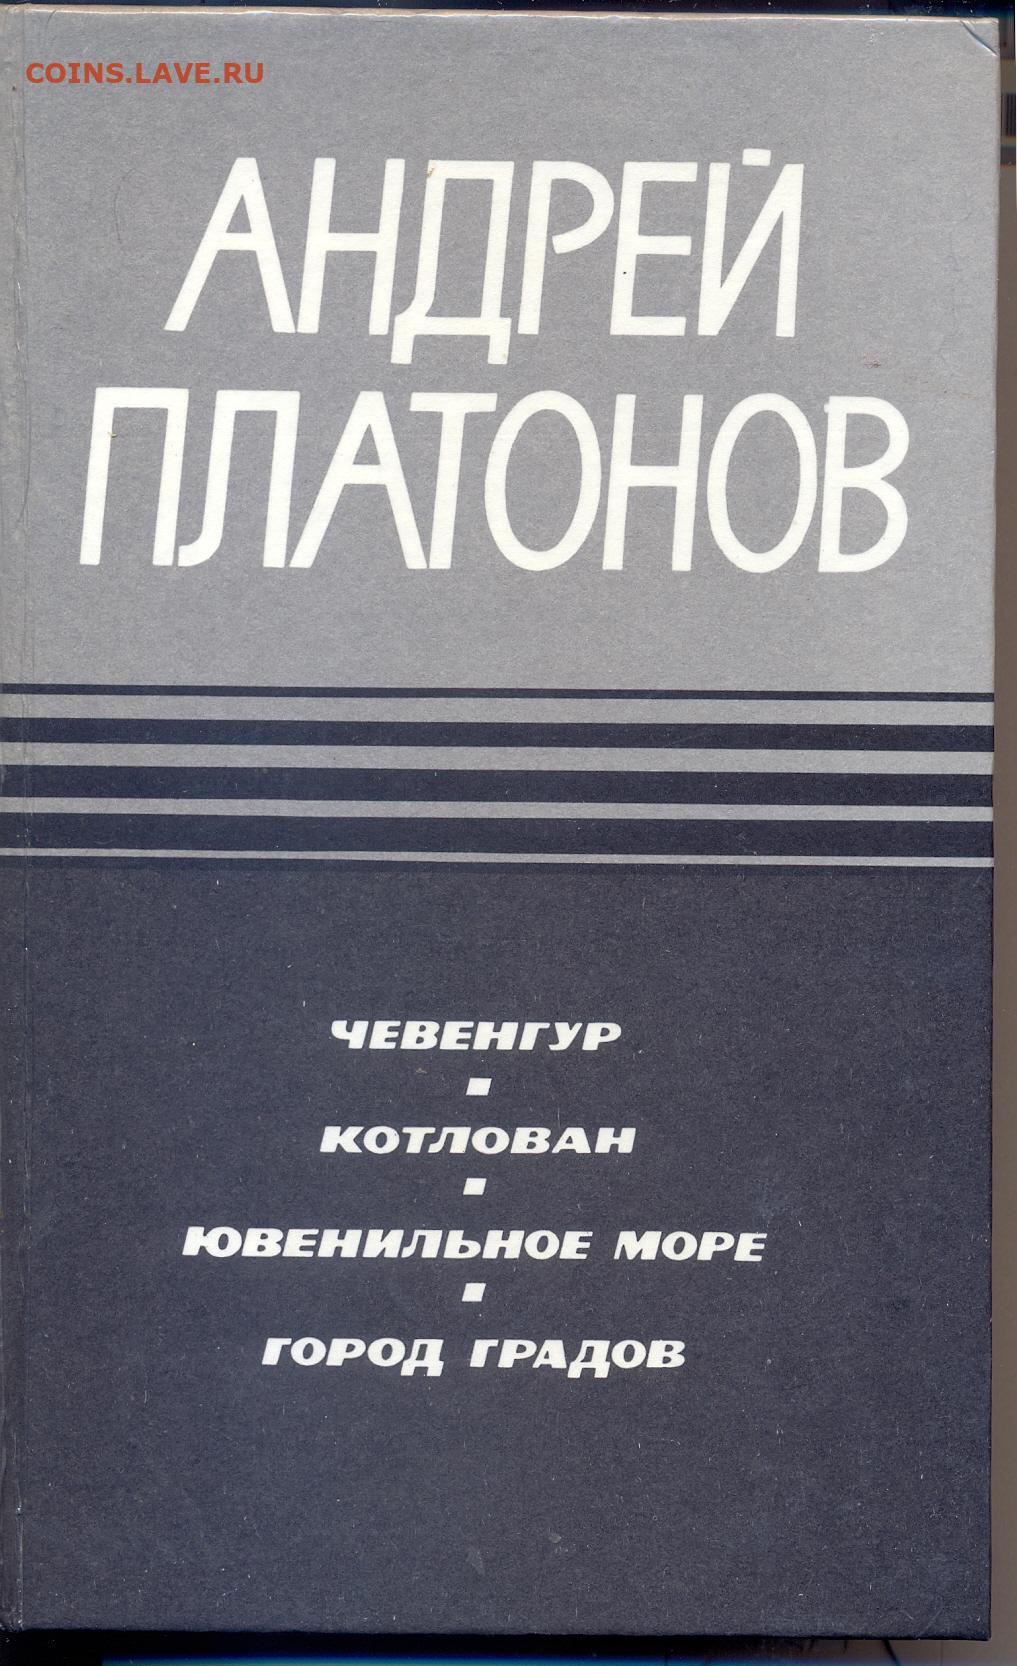 COINS.LAVE.RU
АНДРЕЙ
ПЛАТОНОВ
ЧЕВЕНГУР
КОТЛОВАН
ЮВЕНИЛЬНОЕ МОРЕ
ГОРОД ГРАДОВ